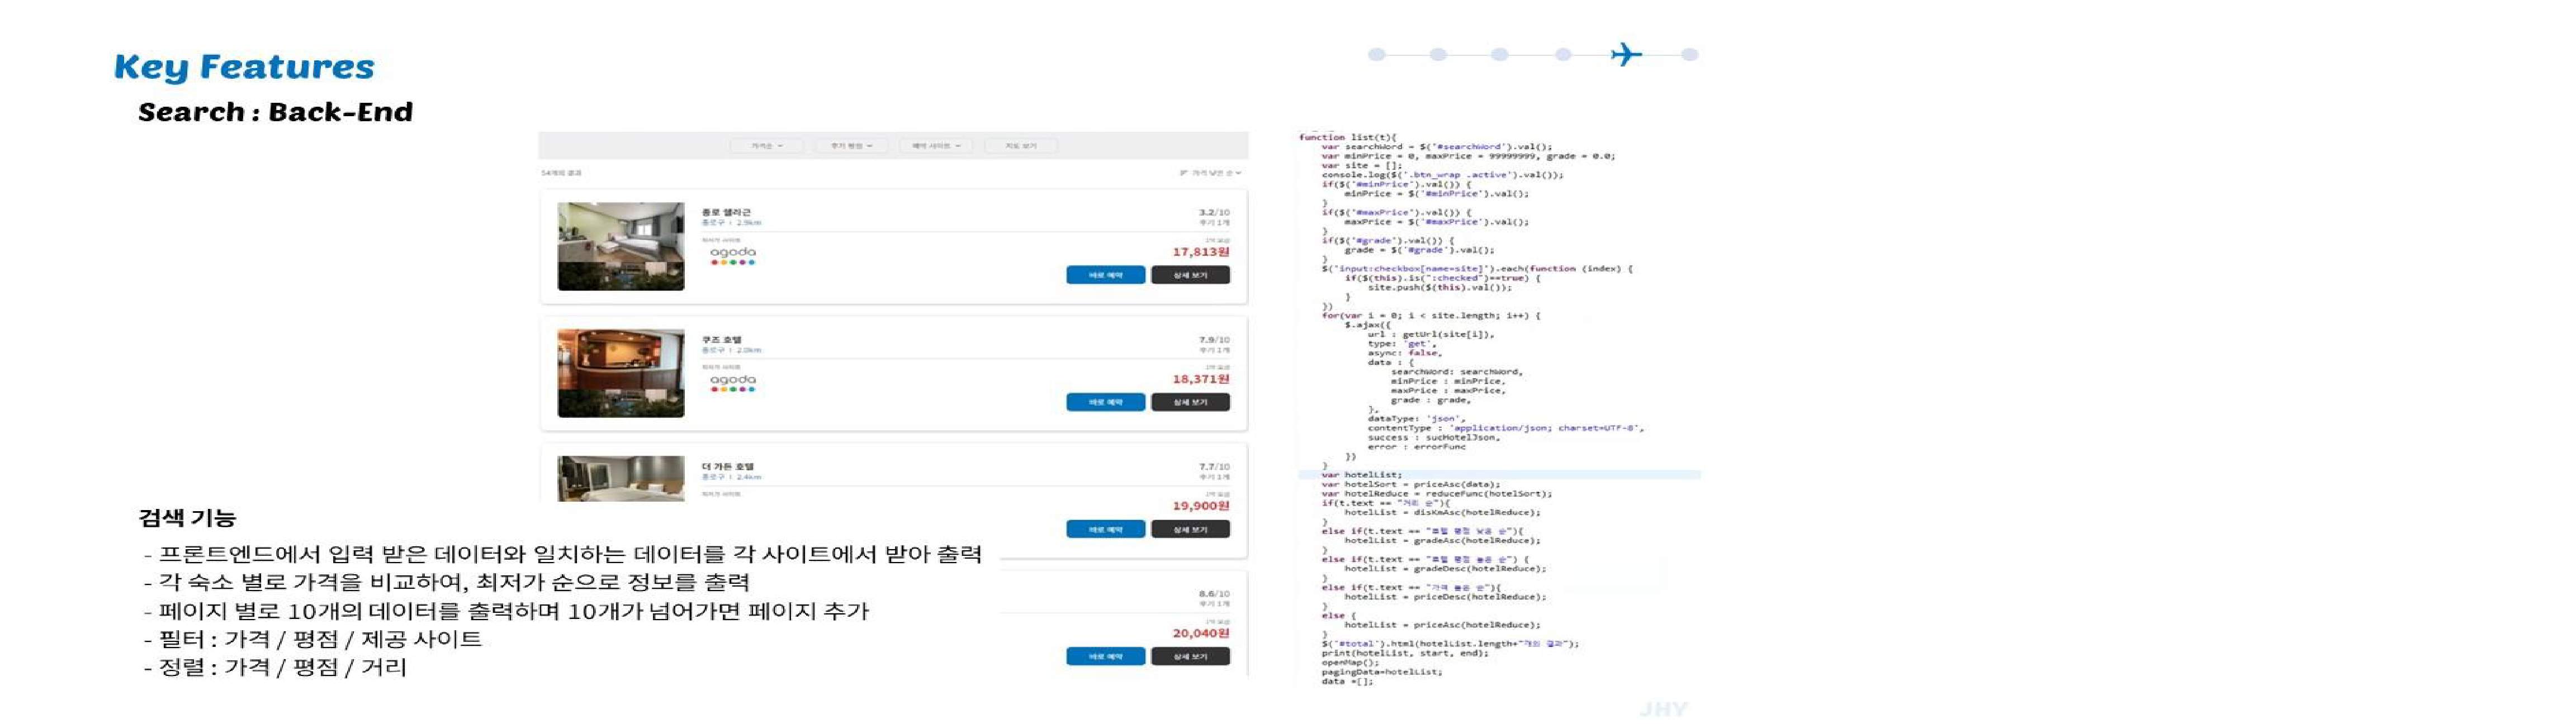 Key Features
Search : Back-End
가격순
후기 평점
예약 사이트
지도 보기
54개의 결과
가격 낮은 순
종로 엘라근
3.2/10
종로구 | 2.9km
후기 1개
최저가 사이트
1박 요금
agoda
17,813원
바로 예약
상세 보기
쿠즈 호텔
7.9/10
종로구 | 2.0km
후기 1개
최저가 사이트
1박 요금
agoda
18,371원
바로 예약
상세 보기
더 가든 호텔
7.7/10
종로구 | 2.4km
후기 1개
최저가 사이트
1박 요금
19,900원
바로 예약
상세 보기
8.6/10
후기 1개
1박 요금
20,040원
바로 예약
상세 보기
검색 기능
- 프론트엔드에서 입력 받은 데이터와 일치하는 데이터를 각 사이트에서 받아 출력
- 각 숙소 별로 가격을 비교하여, 최저가 순으로 정보를 출력
- 페이지 별로 10개의 데이터를 출력하며 10개가 넘어가면 페이지 추가
- 필터 : 가격 / 평점 / 제공 사이트
- 정렬 : 가격 / 평점 / 거리
function list(t){
var searchWord = $('#searchWord').val();
var minPrice = 0, maxPrice = 99999999, grade = 0.0;
var site = [];
console.log($('.btn_wrap .active').val());
if($('#minPrice').val()) {
minPrice = $('#minPrice').val();
}
if($('#maxPrice').val()) {
maxPrice = $('#maxPrice').val();
}
if($('#grade').val()) {
grade = $('#grade').val();
}
$('input:checkbox[name=site]').each(function (index) {
if($(this).is(":checked")==true) {
site.push($(this).val());
}
})
for(var i = 0; i < site.length; i++) {
$.ajax({
url : getUrl(site[i]),
type: 'get',
async: false,
data : {
searchWord: searchWord,
minPrice : minPrice,
maxPrice : maxPrice,
grade : grade,
},
dataType: 'json',
contentType : 'application/json; charset=UTF-8',
success : sucHotelJson,
error : errorFunc
})
}
var hotelList;
var hotelSort = priceAsc(data);
var hotelReduce = reduceFunc(hotelSort);
if(t.text == "거리 순"){
hotelList = disKmAsc(hotelReduce);
}
else if(t.text == "호텔 평점 낮은 순"){
hotelList = gradeAsc(hotelReduce);
}
else if(t.text == "호텔 평점 높은 순") {
hotelList = gradeDesc(hotelReduce);
}
else if(t.text == "가격 높은 순"){
hotelList = priceDesc(hotelReduce);
}
else {
hotelList = priceAsc(hotelReduce);
}
$('#total').html(hotelList.length+"개의 결과");
print(hotelList, start, end);
openMap();
pagingData=hotelList;
data =[];
JHY